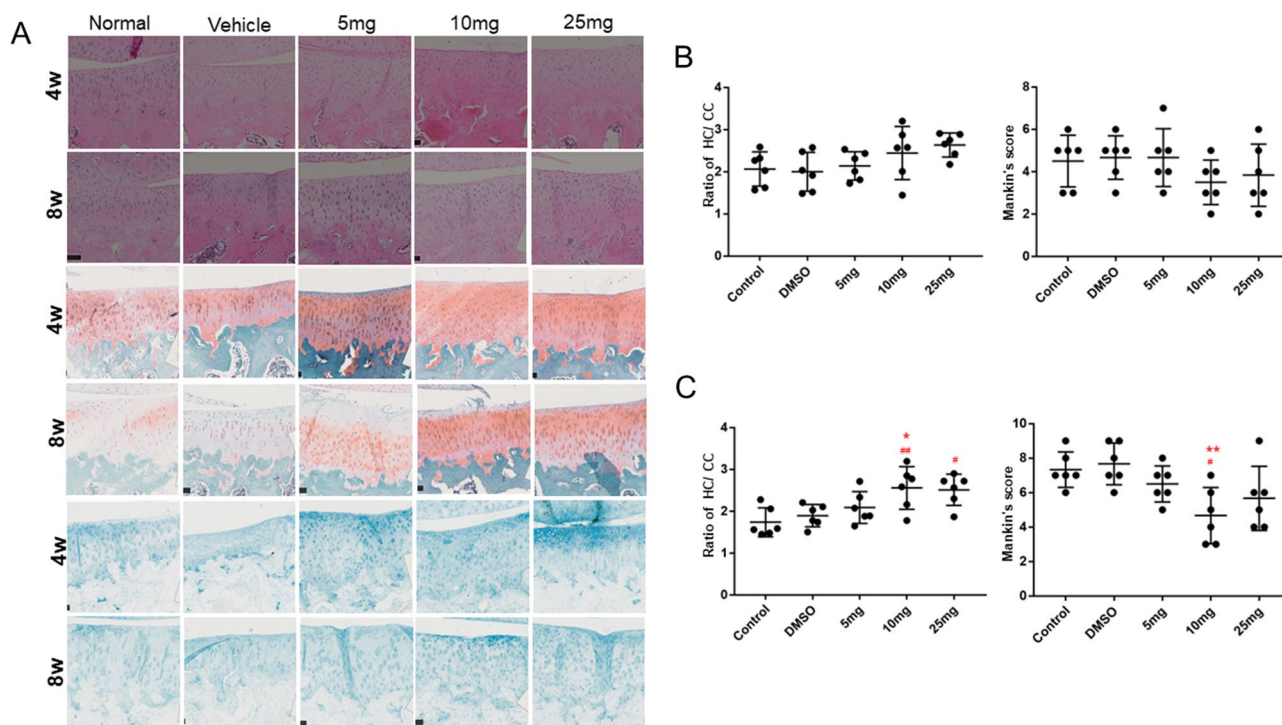 A
Normal
Vehicle
5mg
10mg
25mg
4w
8w
4w
8w
4w
8w
B
Ratio of HC/ CC
4
3
2
1
0
Control
DMSO
5mg
10mg
25mg
Mankin's score
8
6
4
2
0
Control
DMSO
5mg
10mg
25mg
C
Ratio of HC/ CC
4
3
2
1
0
*
##
#
Control
DMSO
5mg
10mg
25mg
Mankin's score
10
8
6
4
2
0
**
#
Control
DMSO
5mg
10mg
25mg